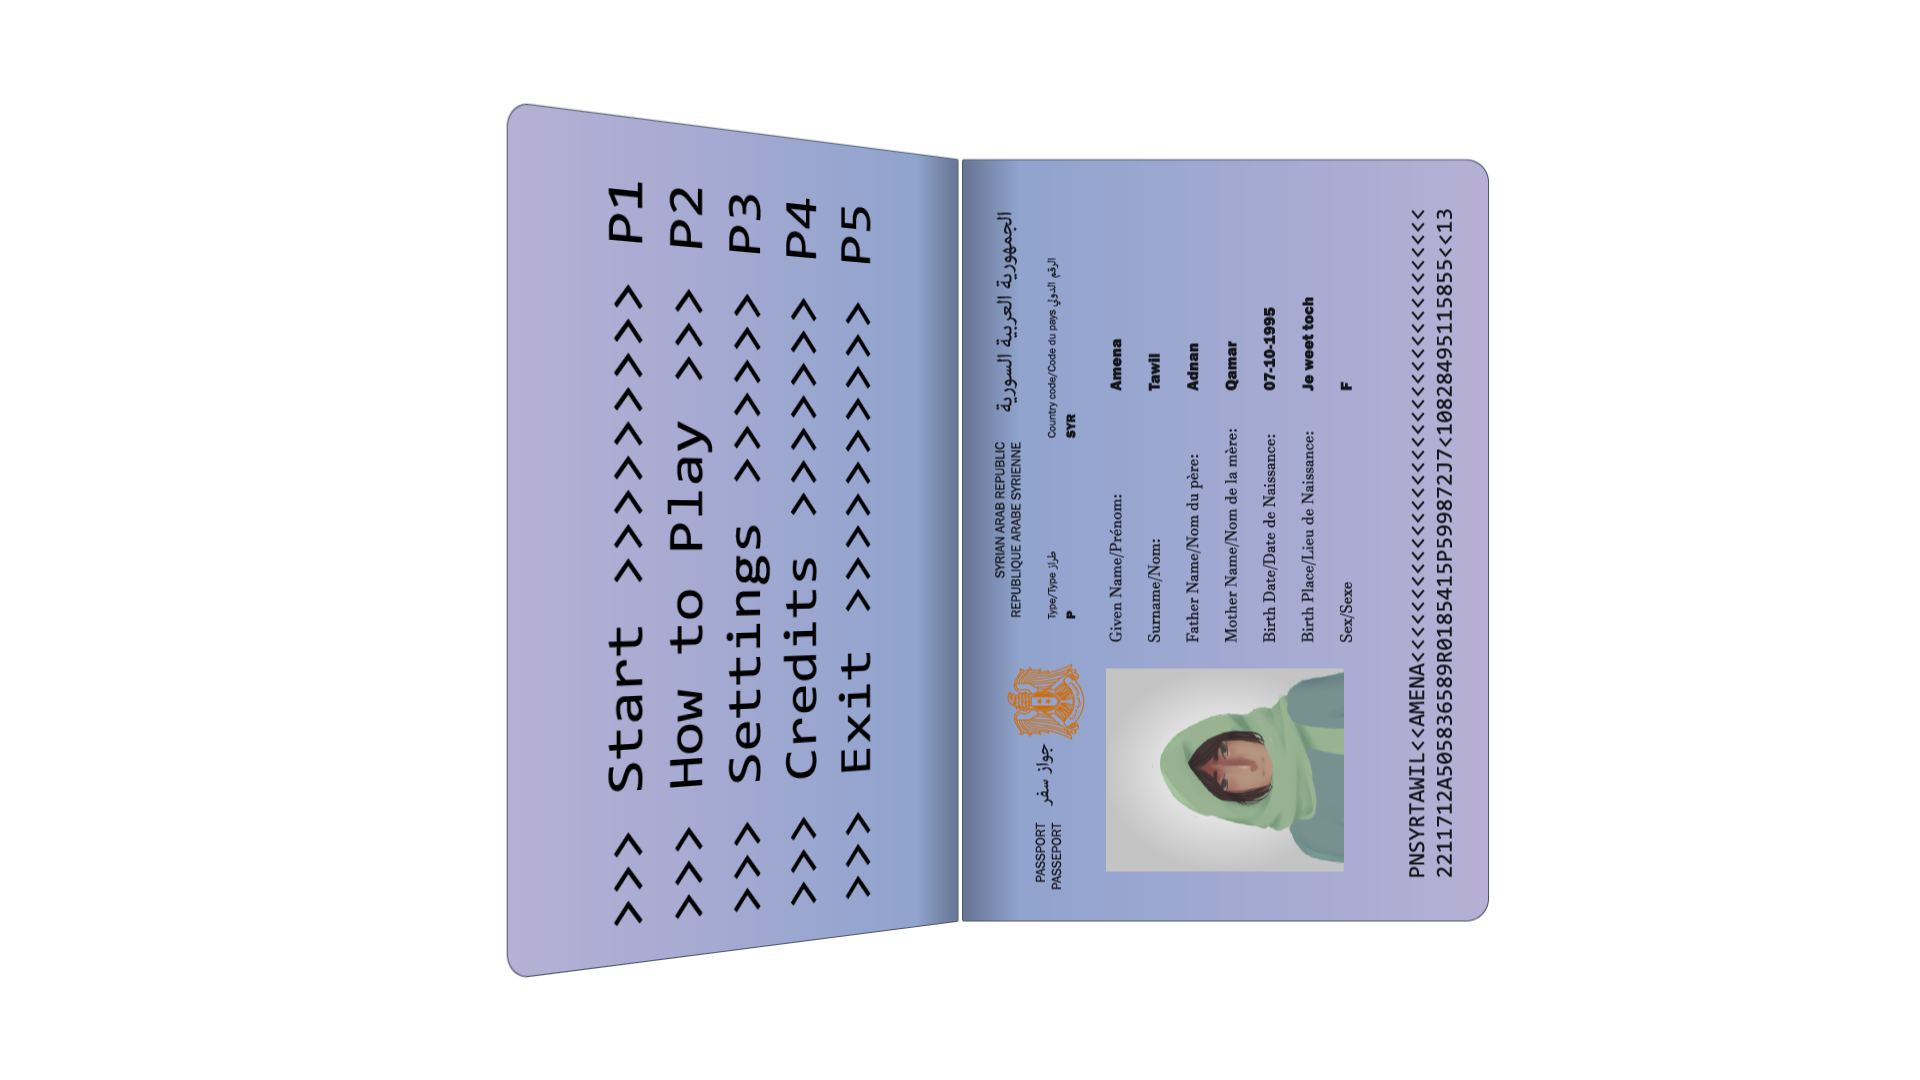 >>> Start >>>>>>>>> P1
>>> How to Play >>> P2
>>> Settings >>>>>> P3
>>> Credits >>>>>>> P4
>>> Exit >>>>>>>>>> P5
SYRIAN ARAB REPUBLIC
REPUBLIQUE ARABE SYRIENNE
الجمهورية العربية السورية
PASSPORT
PASSEPORT
جواز سفر
Type/Type طراز
P
Country code/Code du pays الرقم الدولي
SYR
Given Name/Prénom: Amena
Surname/Nom: Tawil
Father Name/Nom du père: Adnan
Mother Name/Nom de la mère: Qamar
Birth Date/Date de Naissance: 07-10-1995
Birth Place/Lieu de Naissance: Je weet toch
Sex/Sexe F
PNSYRTAWIL<<AMENA<<<<<<<<<<<<<<<<<<<<<<<<<<<<<<<<<<<<
2211712A505836589R0185415P599872J7<10828495115855<<13